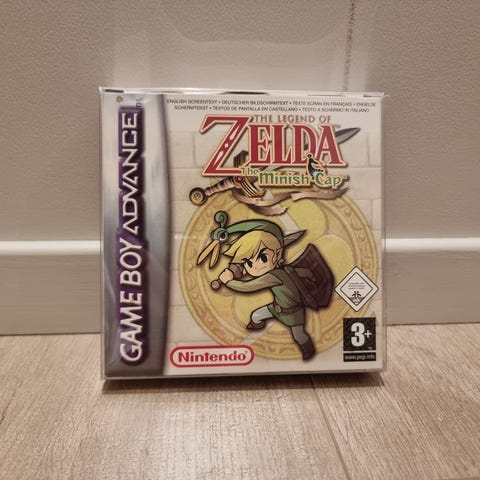 ENGLISH SCREENTEXT • DEUTSCHER BILDSCHIRMTEXT • TEXTE ECRAN EN FRANÇAIS • ENGELSE
SCHERMTEKST • TEXTOS DE PANTALLA EN CASTELLANO • TESTO A SCHERMO IN ITALIANO
THE LEGEND OF
ZELDA
The Minish Cap
GAME BOY ADVANCE
Nintendo
3+
www.pegi.info